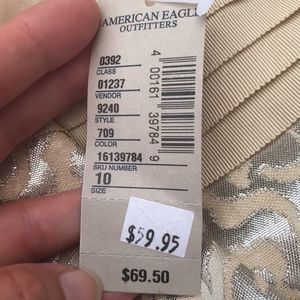 AMERICAN EAGLE
OUTFITTERS
0392
CLASS
01237
VENDOR
9240
STYLE
709
COLOR
16139784
SKU NUMBER
10
SIZE
4 00161 39784 9
$59.95
$69.50